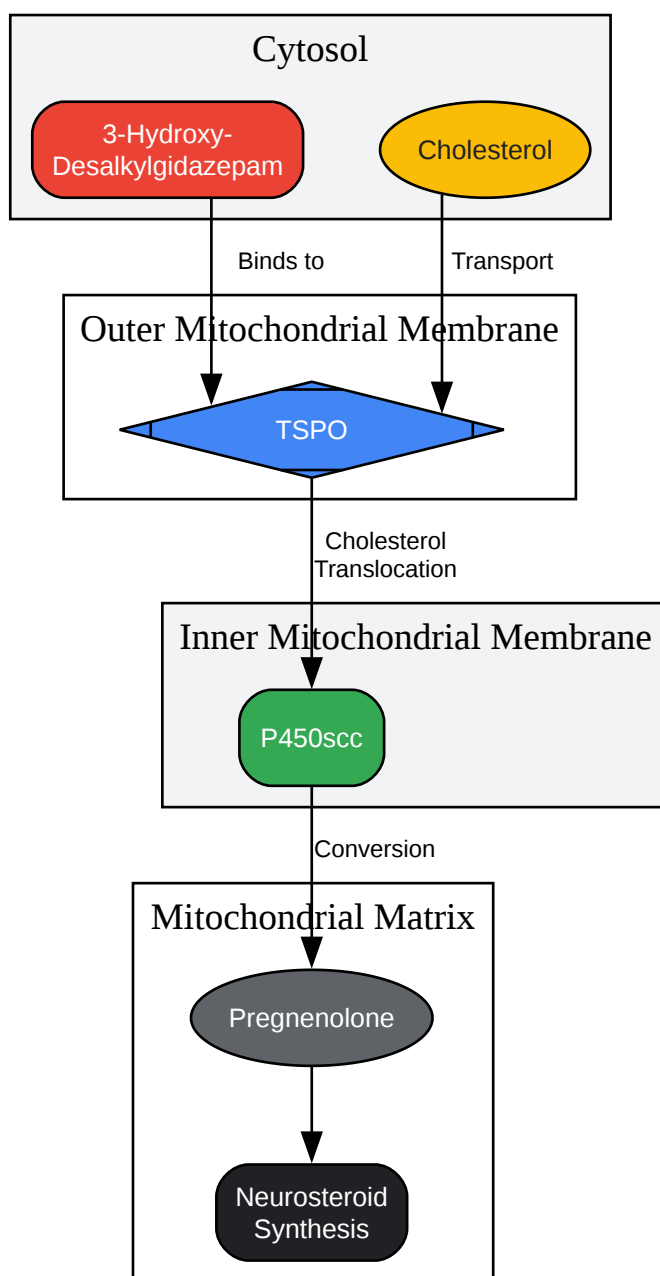 Cytosol
3-Hydroxy-
Desalkylgidazepam
Cholesterol
Binds to
Transport
Outer Mitochondrial Membrane
TSPO
Cholesterol
Translocation
Inner Mitochondrial Membrane
P450scc
Conversion
Mitochondrial Matrix
Pregnenolone
Neurosteroid
Synthesis